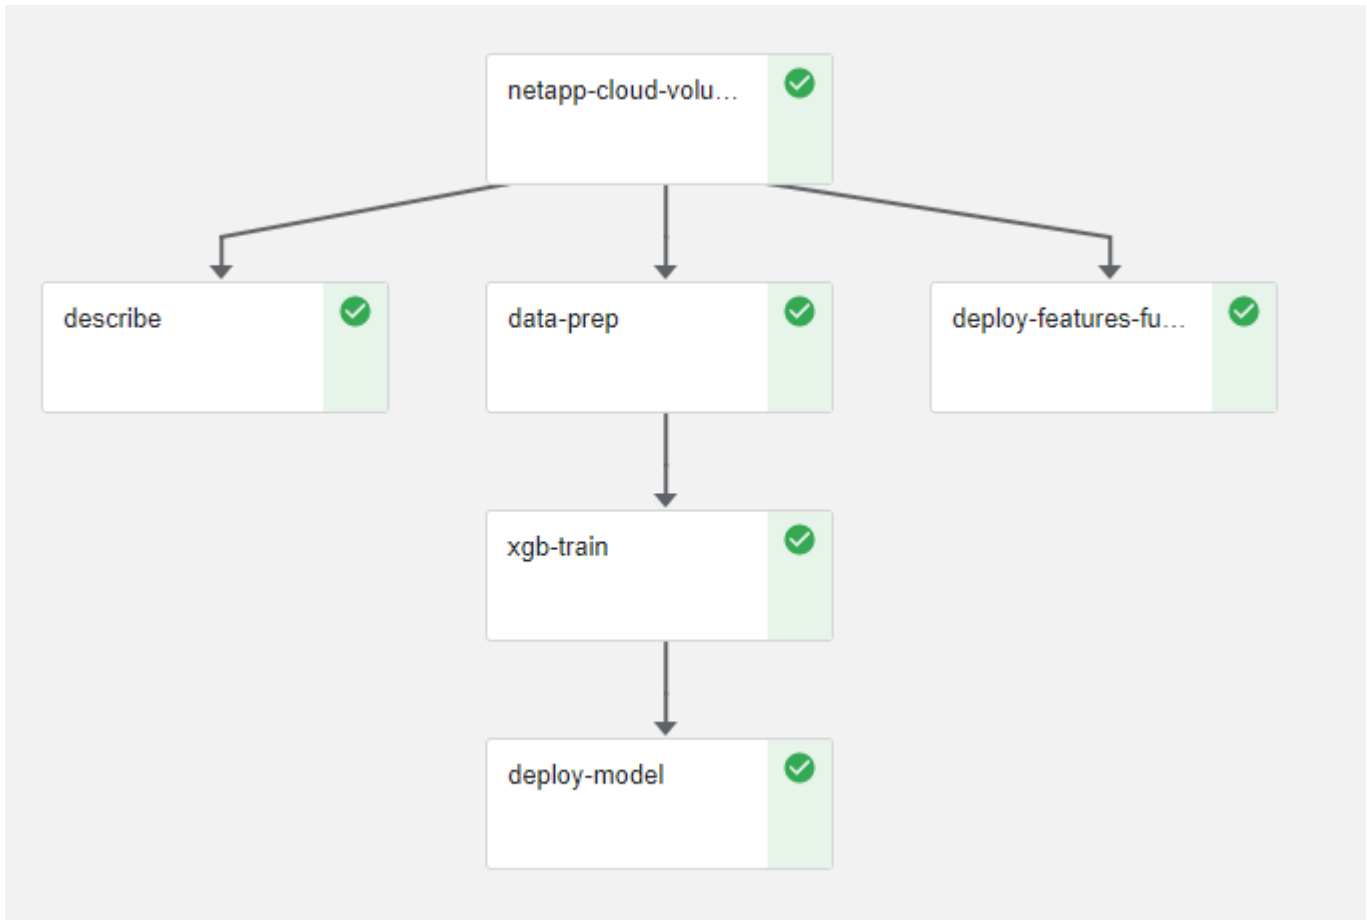 netapp-cloud-volu...
describe
data-prep
deploy-features-fu...
xgb-train
deploy-model